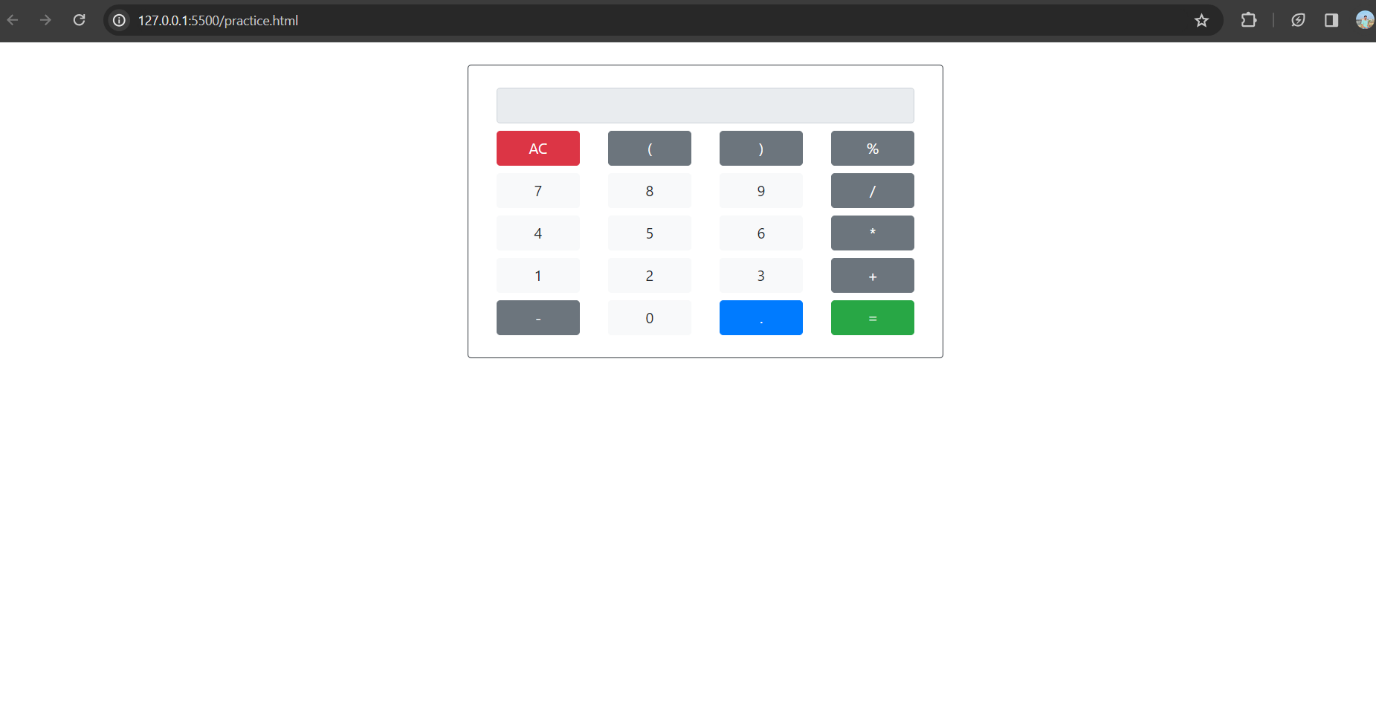 127.0.0.1:5500/practice.html
AC ( ) %
7 8 9 /
4 5 6 *
1 2 3 +
- 0 . =